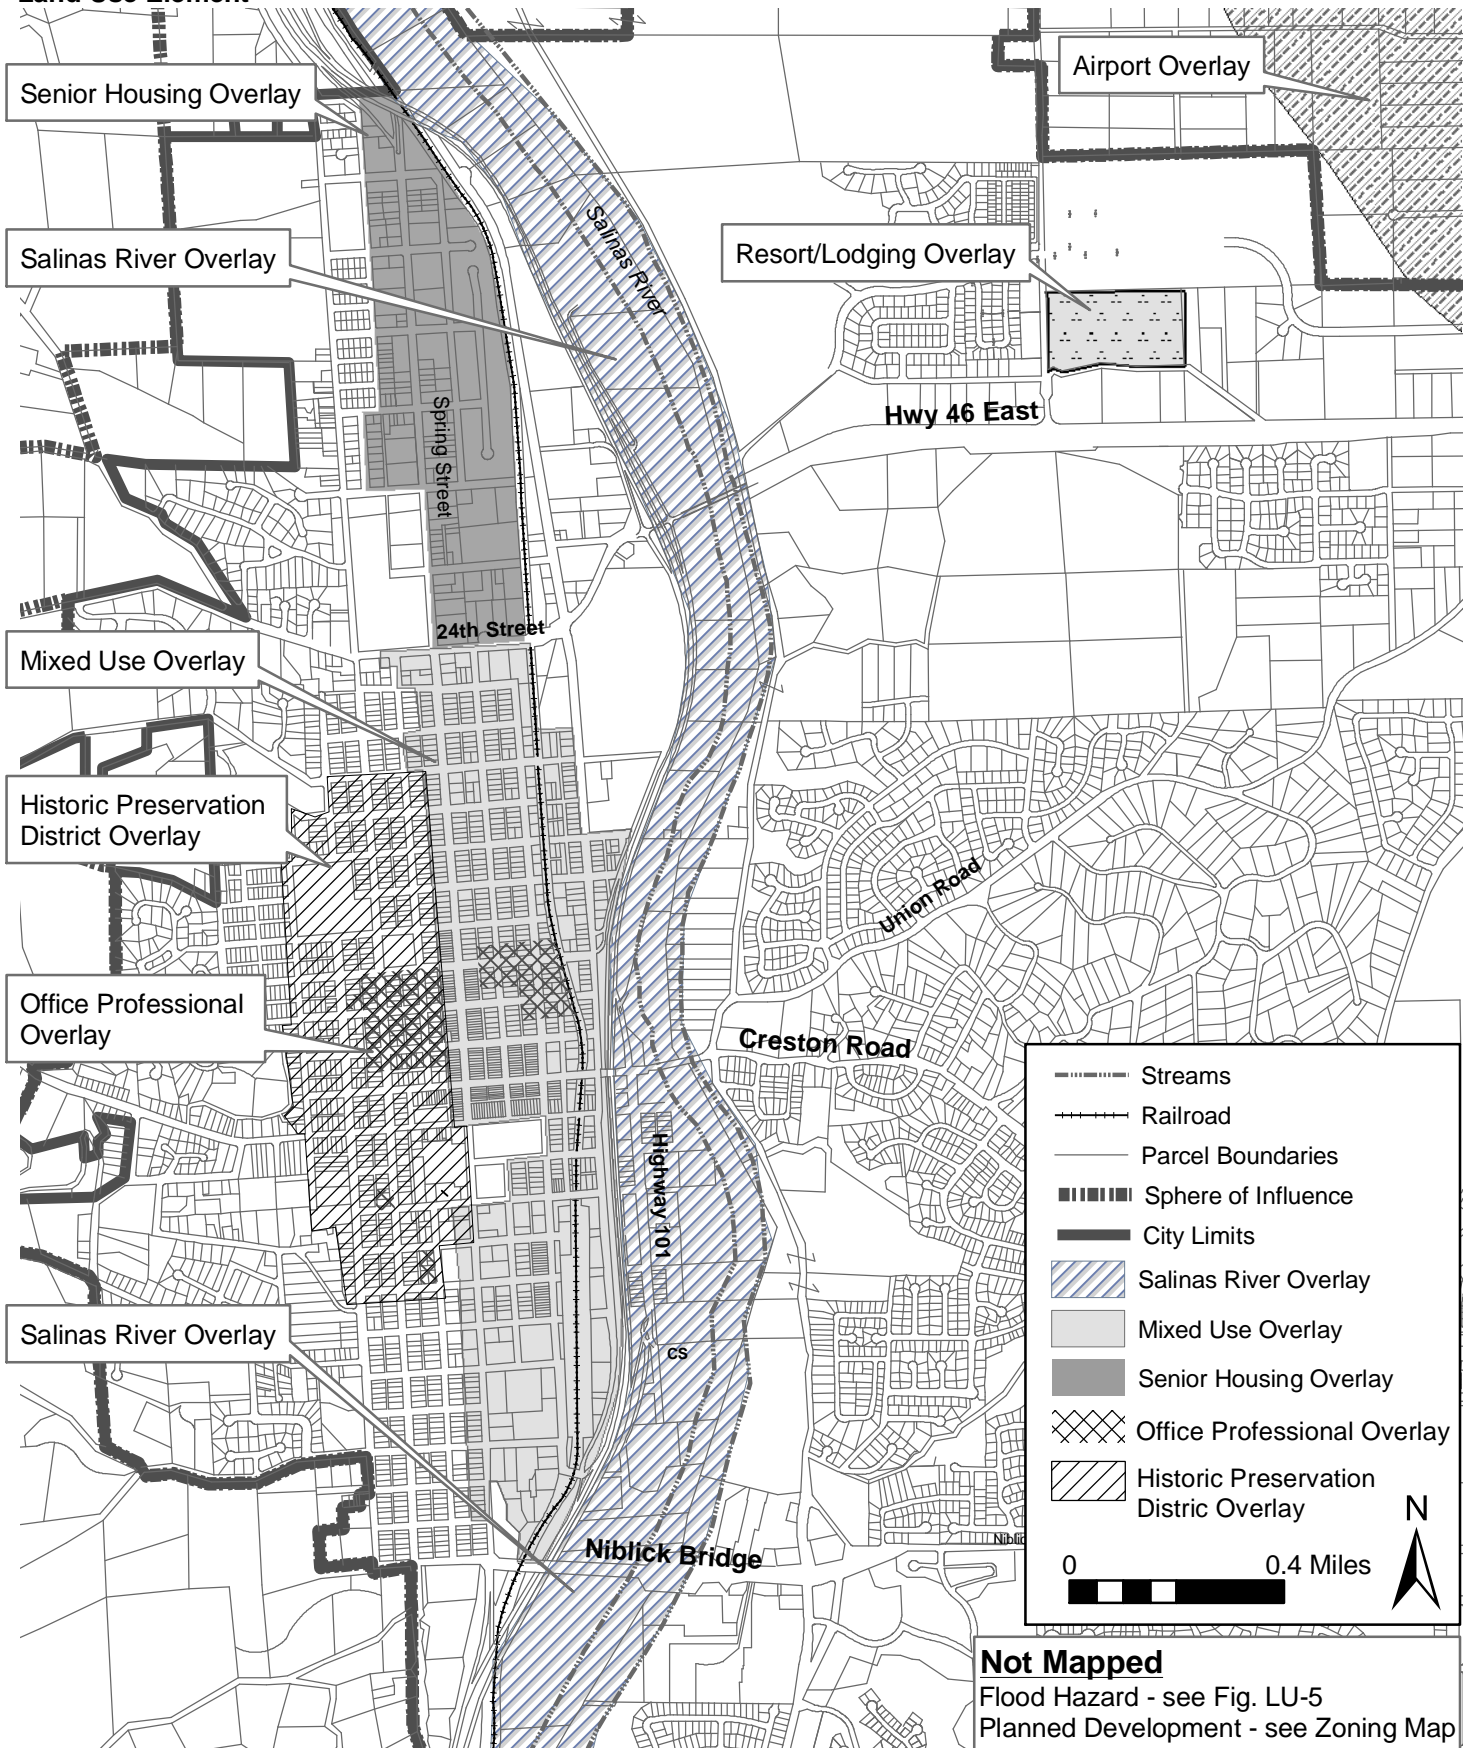 Land Use Element
Airport Overlay
Senior Housing Overlay
Salinas River Overlay
Salinas River
Resort/Lodging Overlay
Hwy 46 East
Spring Street
24th Street
Mixed Use Overlay
Historic Preservation
District Overlay
Union Road
Office Professional
Overlay
Creston Road
Highway 101
Salinas River Overlay
CS
Niblick Bridge
Streams
Railroad
Parcel Boundaries
Sphere of Influence
City Limits
Salinas River Overlay
Mixed Use Overlay
Senior Housing Overlay
Office Professional Overlay
Historic Preservation
Distric Overlay
N
0 0.4 Miles
Not Mapped
Flood Hazard - see Fig. LU-5
Planned Development - see Zoning Map